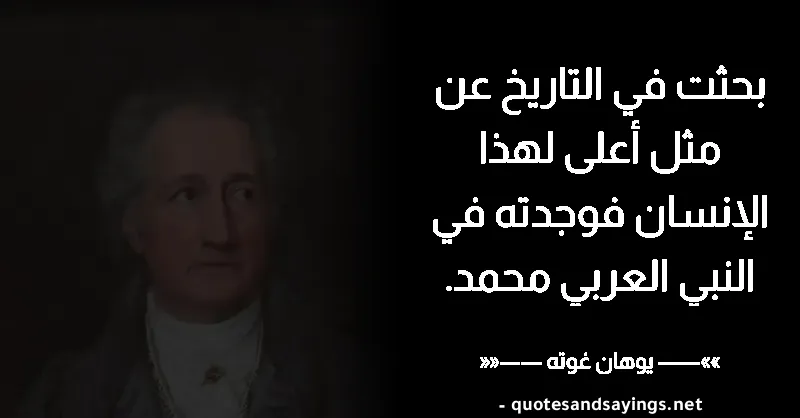 بحثت في التاريخ عن
مثل أعلى لهذا
الإنسان فوجدته في
النبي العربي محمد.
»»—— يوهان غوته ——««
- quotesandsayings.net